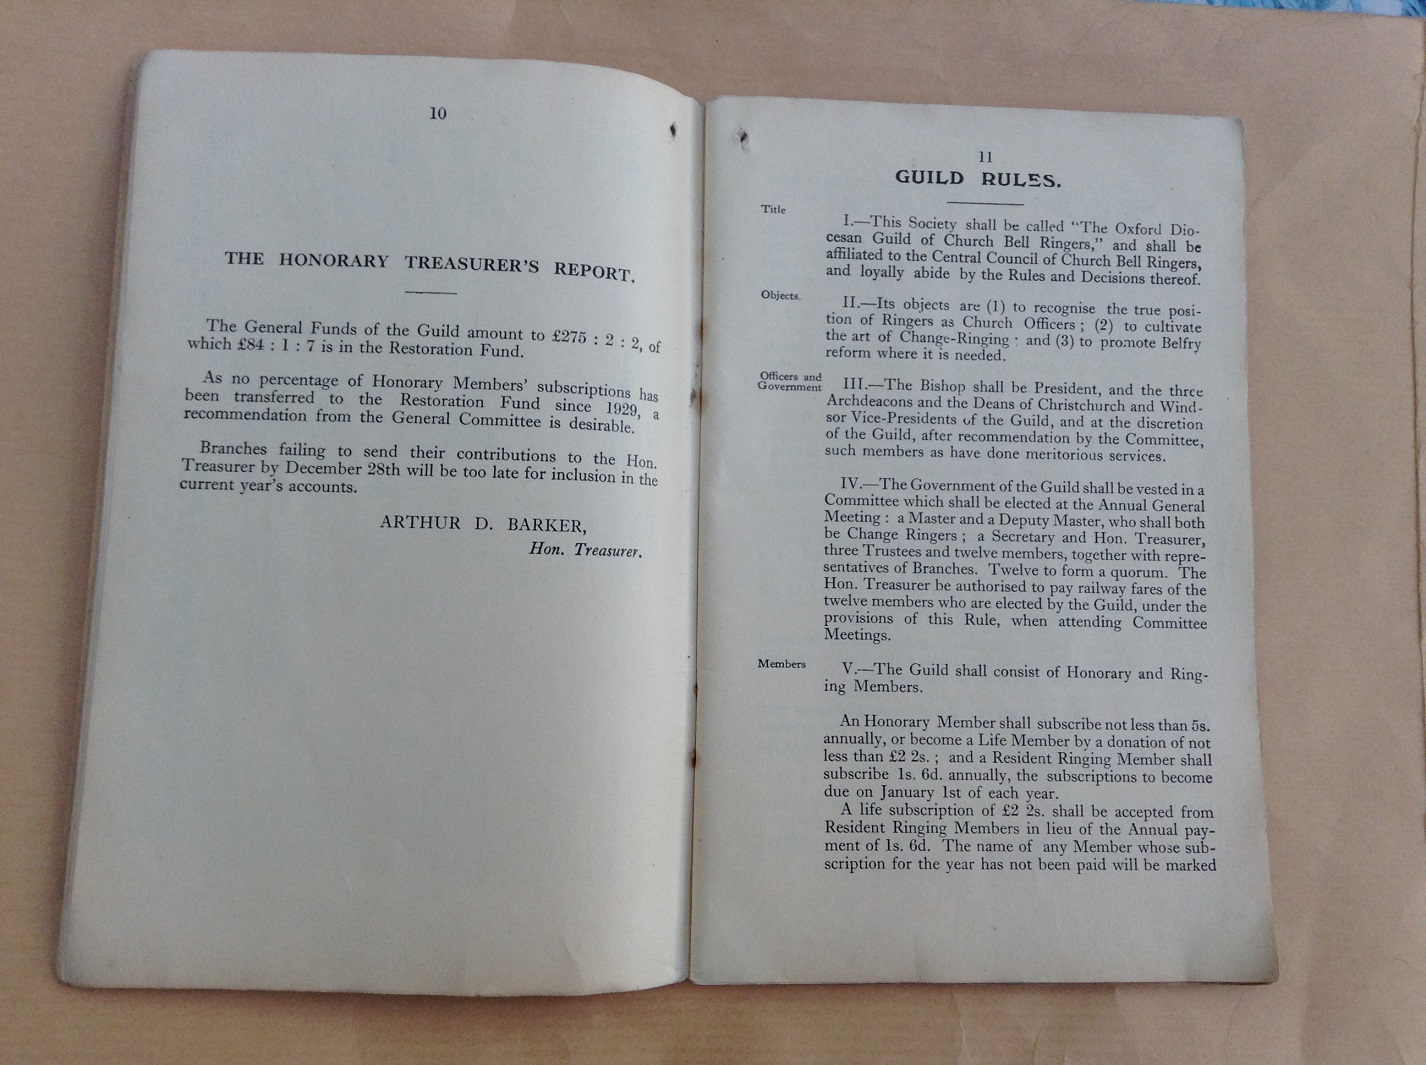 10
THE HONORARY TREASURER'S REPORT.
The General Funds of the Guild amount to £275 : 2 : 2, of
which £84 : 1 : 7 is in the Restoration Fund.
As no percentage of Honorary Members' subscriptions has
been transferred to the Restoration Fund since 1929, a
recommendation from the General Committee is desirable.
Branches failing to send their contributions to the Hon.
Treasurer by December 28th will be too late for inclusion in the
current year's accounts.
ARTHUR D. BARKER,
Hon. Treasurer.
11
GUILD RULES.
Title
I.—This Society shall be called "The Oxford Dio-
cesan Guild of Church Bell Ringers," and shall be
affiliated to the Central Council of Church Bell Ringers,
and loyally abide by the Rules and Decisions thereof.
Objects.
II.—Its objects are (1) to recognise the true posi-
tion of Ringers as Church Officers ; (2) to cultivate
the art of Change-Ringing : and (3) to promote Belfry
reform where it is needed.
Officers and
Government
III.—The Bishop shall be President, and the three
Archdeacons and the Deans of Christchurch and Wind-
sor Vice-Presidents of the Guild, and at the discretion
of the Guild, after recommendation by the Committee,
such members as have done meritorious services.
IV.—The Government of the Guild shall be vested in a
Committee which shall be elected at the Annual General
Meeting : a Master and a Deputy Master, who shall both
be Change Ringers ; a Secretary and Hon. Treasurer,
three Trustees and twelve members, together with repre-
sentatives of Branches. Twelve to form a quorum. The
Hon. Treasurer be authorised to pay railway fares of the
twelve members who are elected by the Guild, under the
provisions of this Rule, when attending Committee
Meetings.
Members
V.—The Guild shall consist of Honorary and Ring-
ing Members.
An Honorary Member shall subscribe not less than 5s.
annually, or become a Life Member by a donation of not
less than £2 2s. ; and a Resident Ringing Member shall
subscribe 1s. 6d. annually, the subscriptions to become
due on January 1st of each year.
A life subscription of £2 2s. shall be accepted from
Resident Ringing Members in lieu of the Annual pay-
ment of 1s. 6d. The name of any Member whose sub-
scription for the year has not been paid will be marked